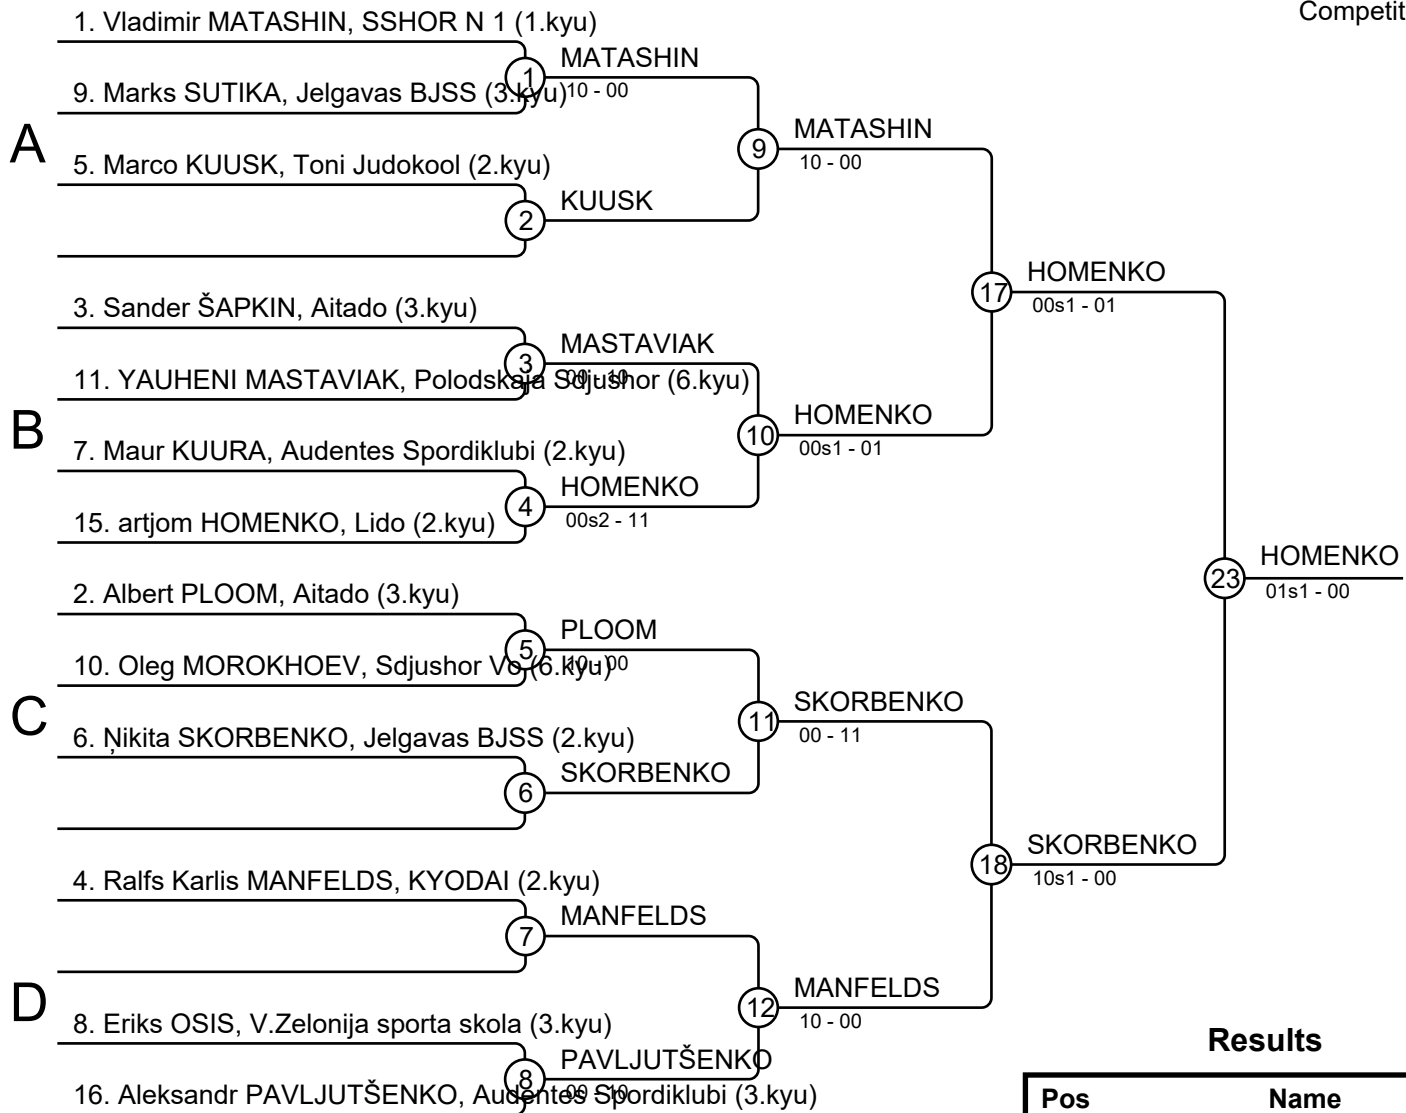 Competit
1. Vladimir MATASHIN, SSHOR N 1 (1.kyu)
1
MATASHIN
10 - 00
9. Marks SUTIKA, Jelgavas BJSS (3.kyu)
A
9
MATASHIN
10 - 00
5. Marco KUUSK, Toni Judokool (2.kyu)
2
KUUSK
17
HOMENKO
00s1 - 01
3. Sander ŠAPKIN, Aitado (3.kyu)
3
MASTAVIAK
00 - 10
11. YAUHENI MASTAVIAK, Polodskaja Sdjushor (6.kyu)
B
10
HOMENKO
00s1 - 01
7. Maur KUURA, Audentes Spordiklubi (2.kyu)
4
HOMENKO
00s2 - 11
15. artjom HOMENKO, Lido (2.kyu)
23
HOMENKO
01s1 - 00
2. Albert PLOOM, Aitado (3.kyu)
5
PLOOM
10 - 00
10. Oleg MOROKHOEV, Sdjushor Vo (6.kyu)
C
11
SKORBENKO
00 - 11
6. Ņikita SKORBENKO, Jelgavas BJSS (2.kyu)
6
SKORBENKO
18
SKORBENKO
10s1 - 00
4. Ralfs Karlis MANFELDS, KYODAI (2.kyu)
7
MANFELDS
D
12
MANFELDS
10 - 00
8. Eriks OSIS, V.Zelonija sporta skola (3.kyu)
8
PAVLJUTŠENKO
00 - 10
16. Aleksandr PAVLJUTŠENKO, Audentes Spordiklubi (3.kyu)
Results
Pos Name